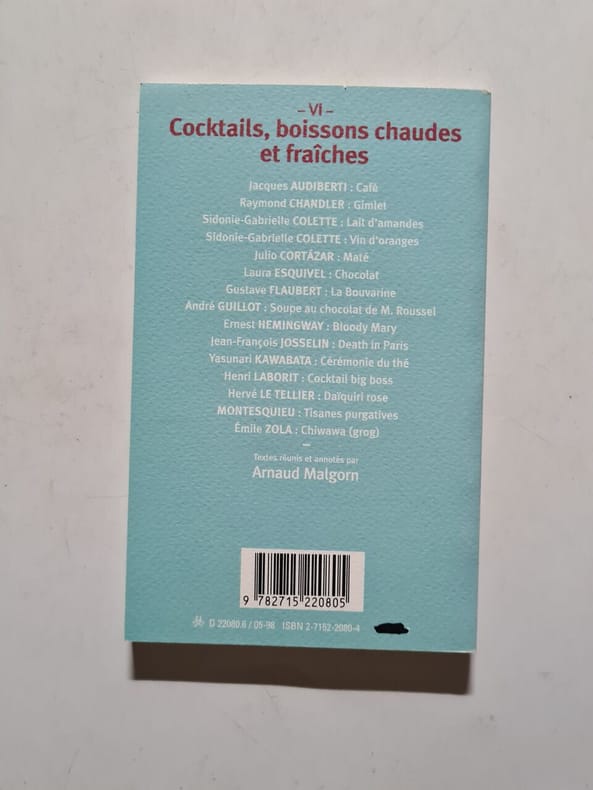 – VI –
Cocktails, boissons chaudes
et fraîches
Jacques AUDIBERTI : Café
Raymond CHANDLER : Gimlet
Sidonie-Gabrielle COLETTE : Lait d'amandes
Sidonie-Gabrielle COLETTE : Vin d'oranges
Julio CORTÁZAR : Maté
Laura ESQUIVEL : Chocolat
Gustave FLAUBERT : La Bouvarine
André GUILLOT : Soupe au chocolat de M. Roussel
Ernest HEMINGWAY : Bloody Mary
Jean-François JOSSELIN : Death in Paris
Yasunari KAWABATA : Cérémonie du thé
Henri LABORIT : Cocktail big boss
Hervé LE TELLIER : Daïquiri rose
MONTESQUIEU : Tisanes purgatives
Émile ZOLA : Chiwawa (grog)
–
Textes réunis et annotés par
Arnaud Malgorn
9 782715 220805
D 22080.6 / 05-98 ISBN 2-7152-2080-4